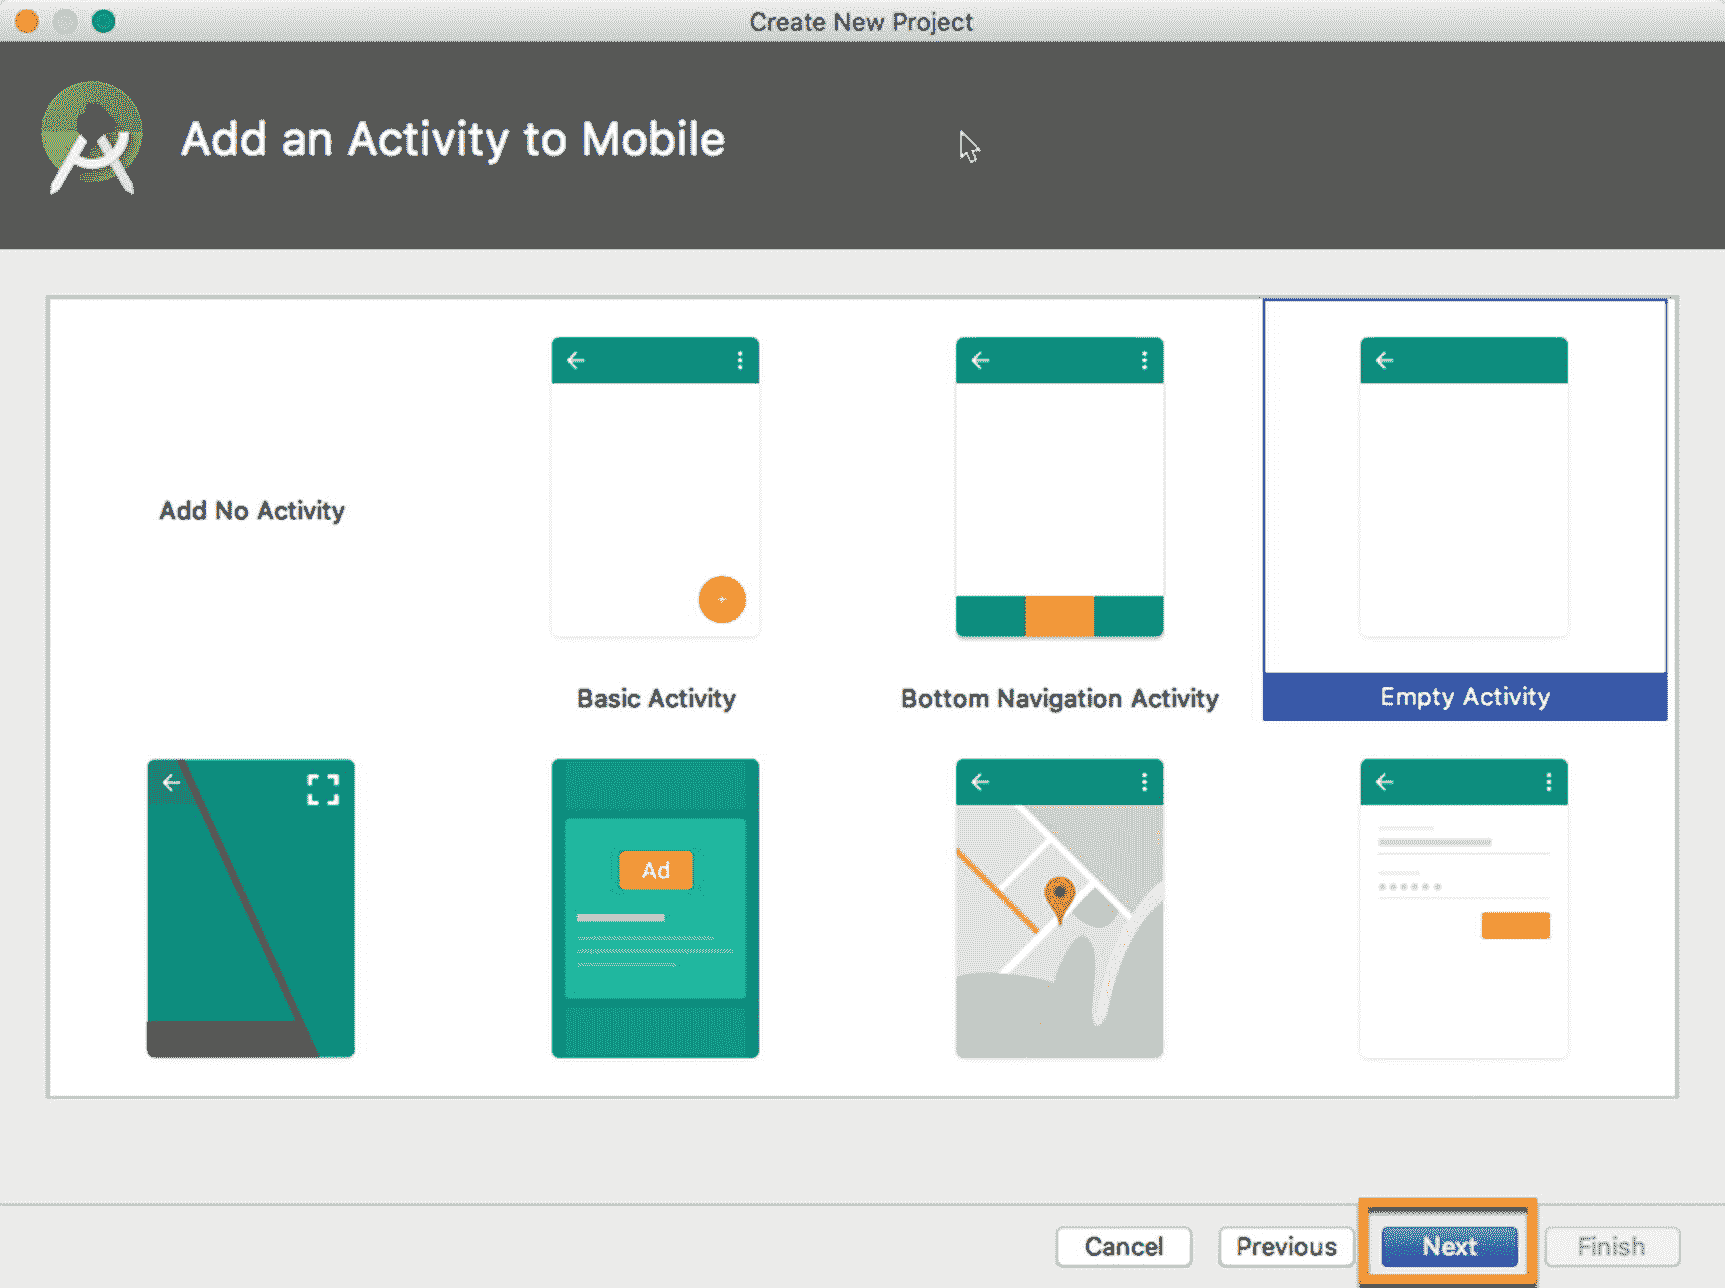 Create New Project
Add an Activity to Mobile
Add No Activity
Basic Activity
Bottom Navigation Activity
Empty Activity
Ad
Cancel
Previous
Next
Finish